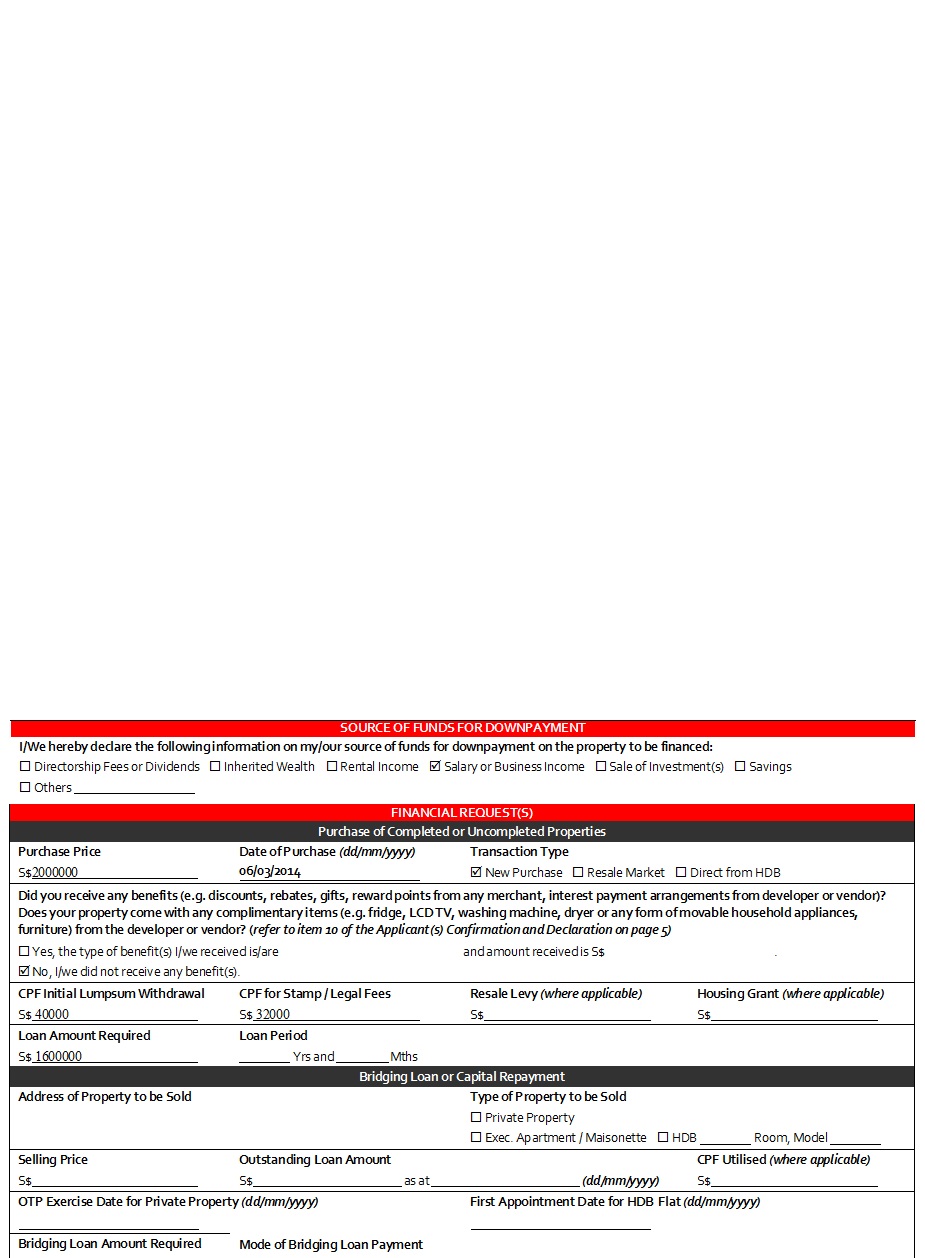 SOURCE OF FUNDS FOR DOWNPAYMENT
I/We hereby declare the following information on my/our source of funds for downpayment on the property to be financed:
☐ Directorship Fees or Dividends ☐ Inherited Wealth ☐ Rental Income ☑ Salary or Business Income ☐ Sale of Investment(s) ☐ Savings
☐ Others ____________________
FINANCIAL REQUEST(S)
Purchase of Completed or Uncompleted Properties
Purchase Price Date of Purchase (dd/mm/yyyy) Transaction Type
S$2000000 06/03/2014 ☑ New Purchase ☐ Resale Market ☐ Direct from HDB
Did you receive any benefits (e.g. discounts, rebates, gifts, reward points from any merchant, interest payment arrangements from developer or vendor)?
Does your property come with any complimentary items (e.g. fridge, LCD TV, washing machine, dryer or any form of movable household appliances,
furniture) from the developer or vendor? (refer to item 10 of the Applicant(s) Confirmation and Declaration on page 5)
☐ Yes, the type of benefit(s) I/we received is/are and amount received is S$ .
☑ No, I/we did not receive any benefit(s).
CPF Initial Lumpsum Withdrawal CPF for Stamp / Legal Fees Resale Levy (where applicable) Housing Grant (where applicable)
S$ 40000 S$ 32000 S$____________________ S$____________________
Loan Amount Required Loan Period
S$ 1600000 ________ Yrs and ________ Mths
Bridging Loan or Capital Repayment
Address of Property to be Sold Type of Property to be Sold
☐ Private Property
☐ Exec. Apartment / Maisonette ☐ HDB ________ Room, Model ________
Selling Price Outstanding Loan Amount CPF Utilised (where applicable)
S$____________________ S$____________________ as at ____________________ (dd/mm/yyyy) S$____________________
OTP Exercise Date for Private Property (dd/mm/yyyy) First Appointment Date for HDB Flat (dd/mm/yyyy)
Bridging Loan Amount Required Mode of Bridging Loan Payment